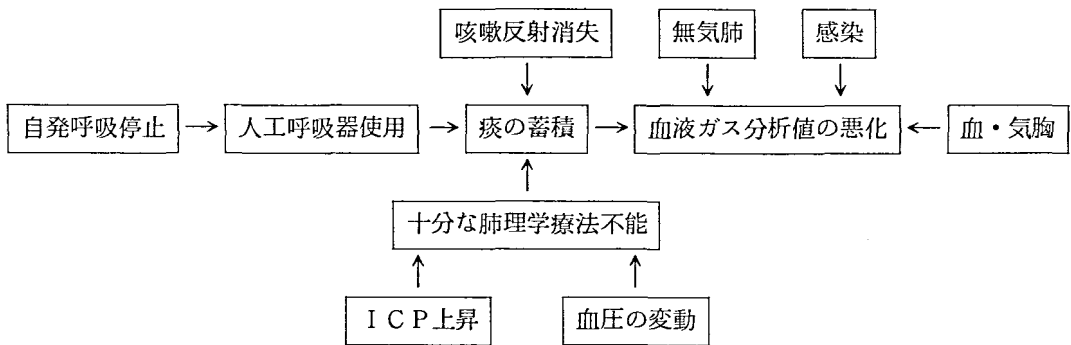 咳嗽反射消失 無気肺 感染
自発呼吸停止 → 人工呼吸器使用 → 痰の蓄積 → 血液ガス分析値の悪化 ← 血・気胸
十分な肺理学療法不能
ICP上昇 血圧の変動